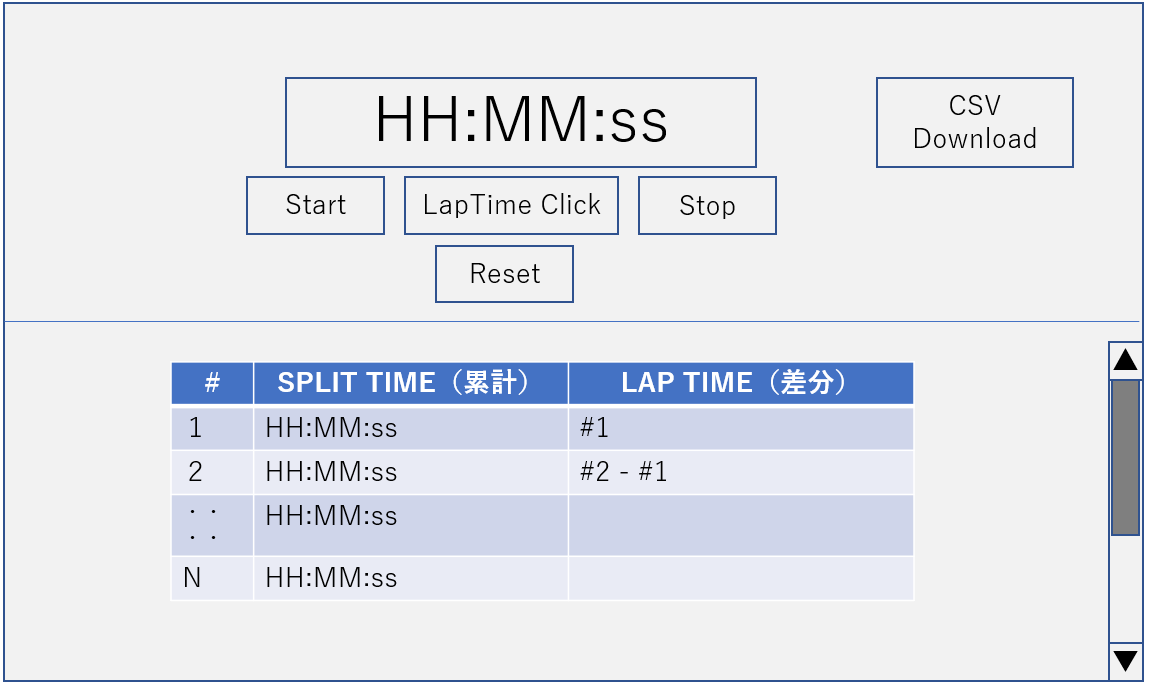 HH:MM:ss
CSV
Download
Start
LapTime Click
Stop
Reset
# SPLIT TIME（累計） LAP TIME（差分）
1 HH:MM:ss #1
2 HH:MM:ss #2 - #1
：： HH:MM:ss
N HH:MM:ss